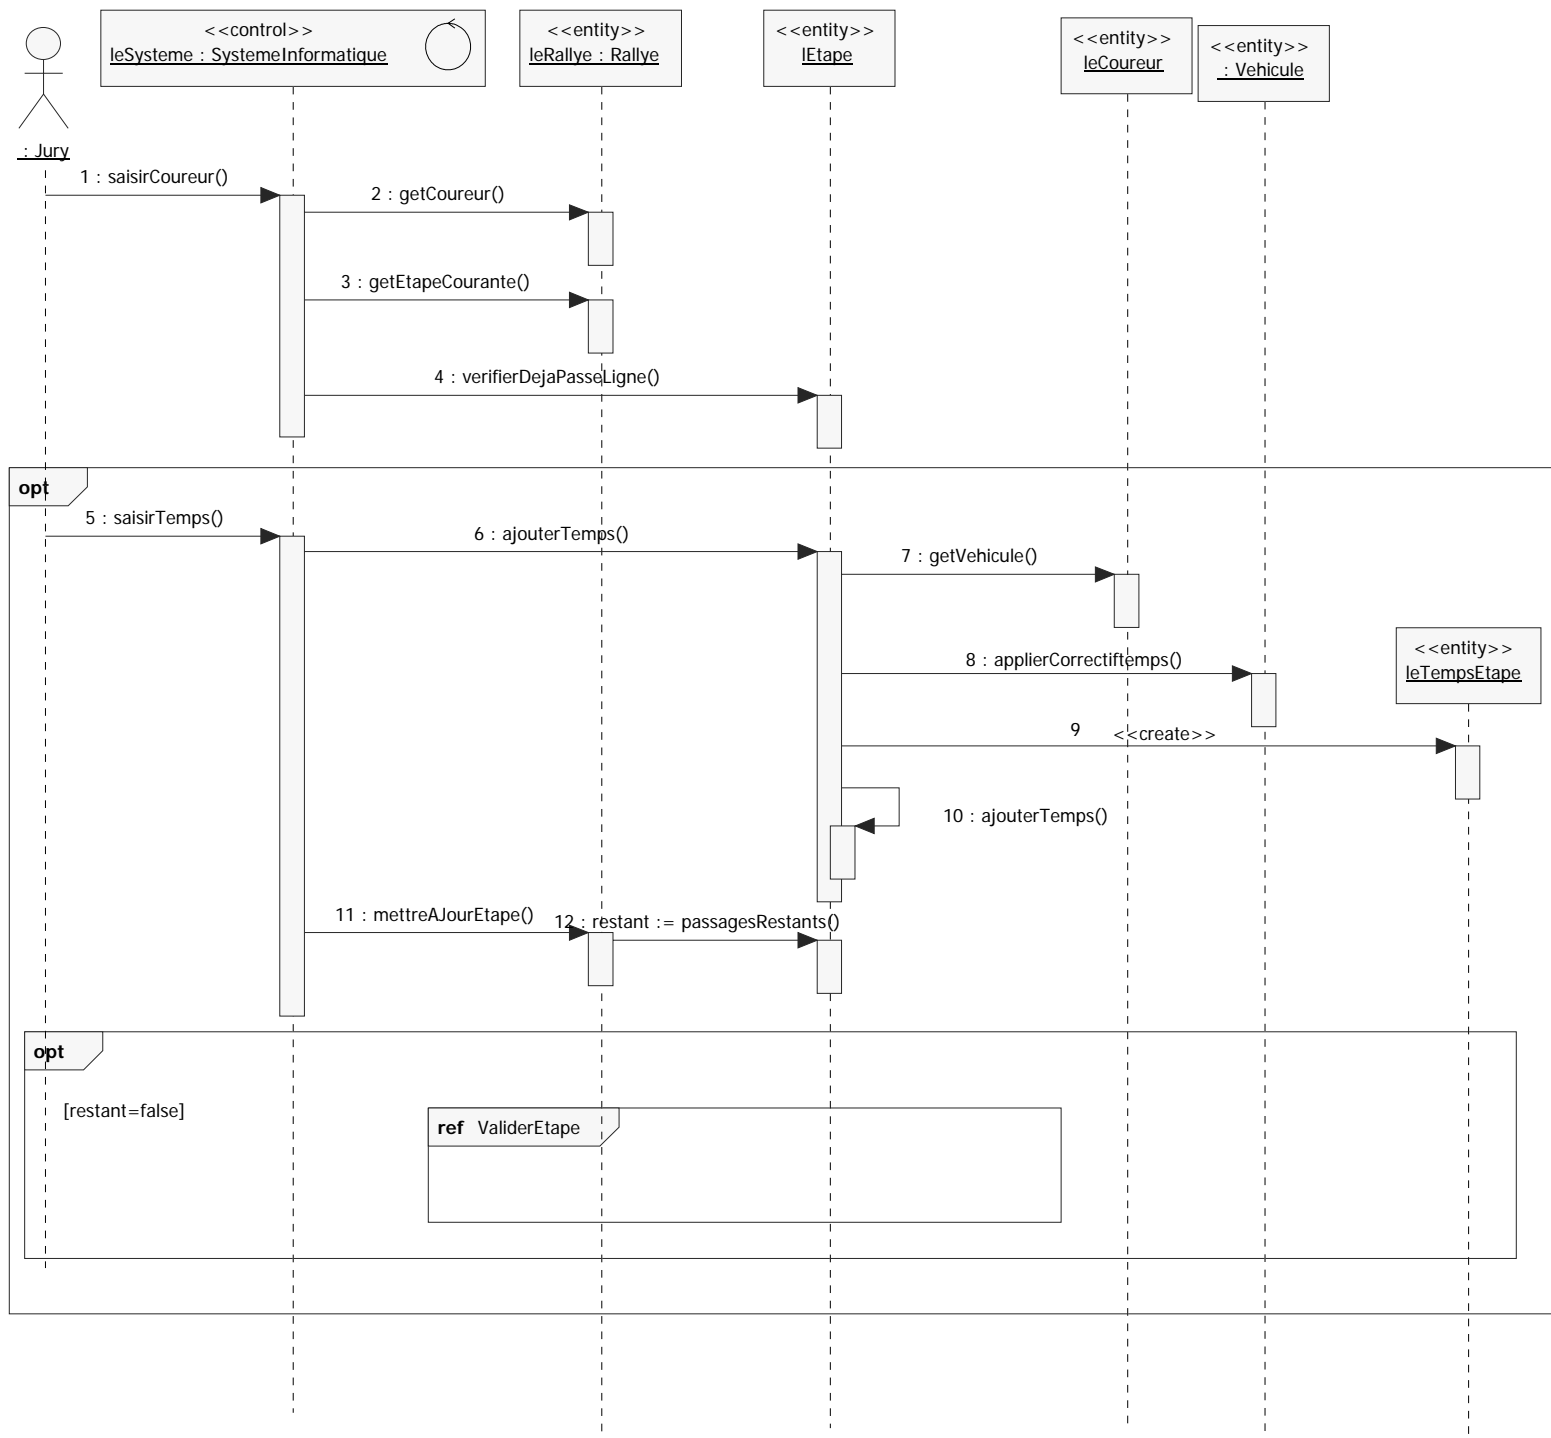 <<control>>
leSysteme : SystemeInformatique
<<entity>>
leRallye : Rallye
<<entity>>
lEtape
<<entity>>
leCoureur
<<entity>>
: Vehicule
: Jury
1 : saisirCoureur()
2 : getCoureur()
3 : getEtapeCourante()
4 : verifierDejaPasseLigne()
opt
5 : saisirTemps()
6 : ajouterTemps()
7 : getVehicule()
<<entity>>
leTempsEtape
8 : applierCorrectiftemps()
9 <<create>>
10 : ajouterTemps()
11 : mettreAJourEtape()
12 : restant := passagesRestants()
opt
[restant=false]
ref ValiderEtape